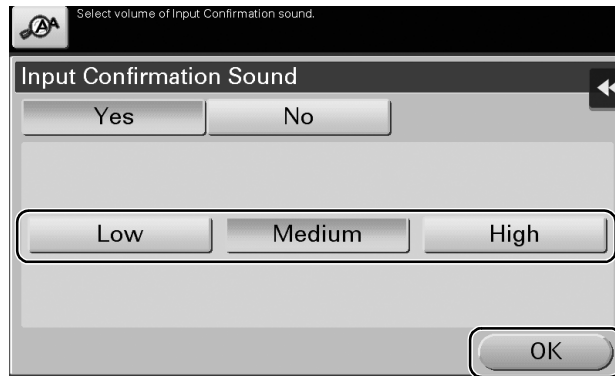 Select volume of Input Confirmation sound.
Input Confirmation Sound
Yes No
Low Medium High
OK